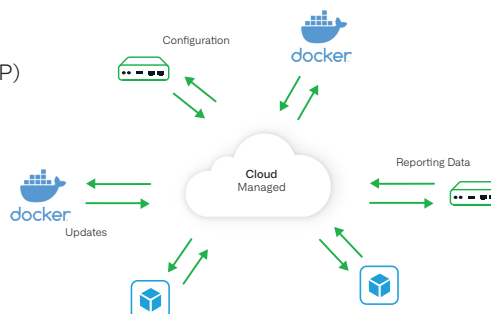 Configuration
docker
P)
Cloud
Managed
Reporting Data
docker
Updates